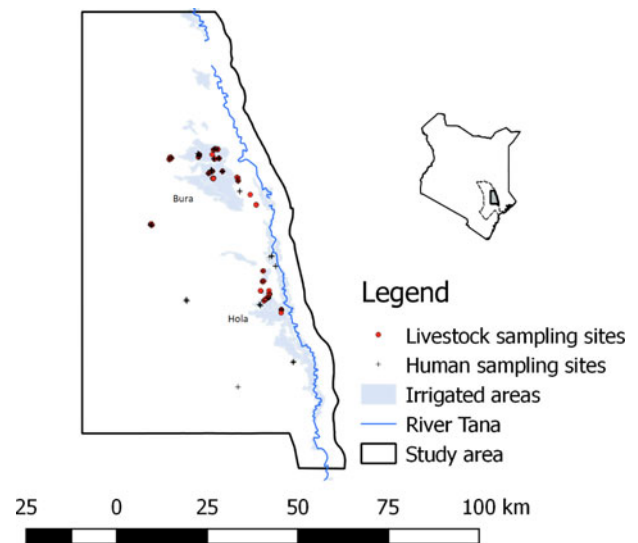 Bura
Hola
Legend
Livestock sampling sites
Human sampling sites
Irrigated areas
River Tana
Study area
25 0 25 50 75 100 km